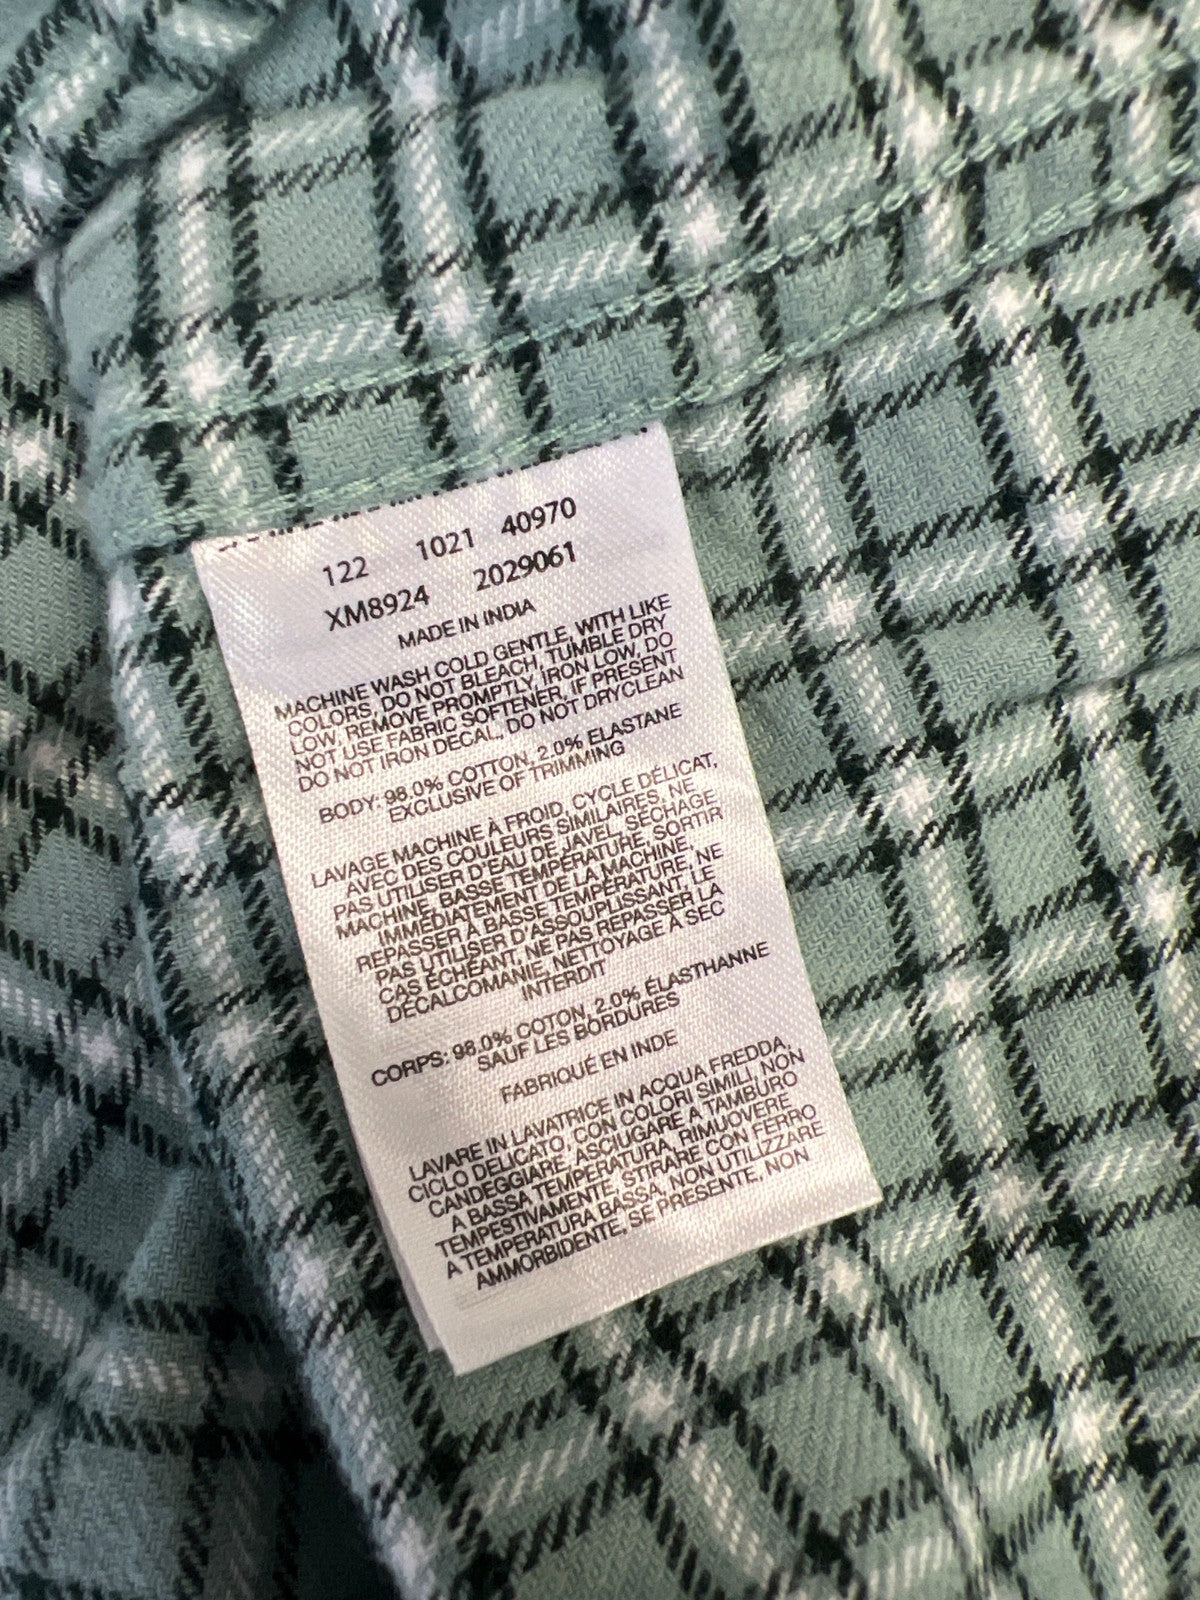 122 1021 40970
XM8924 2029061
MADE IN INDIA
MACHINE WASH COLD GENTLE, WITH LIKE
COLORS, DO NOT BLEACH, TUMBLE DRY
LOW, REMOVE PROMPTLY, IRON LOW, DO
NOT USE FABRIC SOFTENER, IF PRESENT
DO NOT IRON DECAL, DO NOT DRYCLEAN
BODY: 98.0% COTTON, 2.0% ELASTANE
EXCLUSIVE OF TRIMMING
LAVAGE MACHINE À FROID, CYCLE DÉLICAT,
AVEC DES COULEURS SIMILAIRES, NE
PAS UTILISER D'EAU DE JAVEL, SÉCHAGE
MACHINE, BASSE TEMPÉRATURE, SORTIR
IMMÉDIATEMENT DE LA MACHINE,
REPASSER À BASSE TEMPÉRATURE, NE
PAS UTILISER D'ASSOUPLISSANT, LE
CAS ÉCHÉANT, NE PAS REPASSER LA
DÉCALCOMANIE, NETTOYAGE À SEC
INTERDIT
CORPS: 98.0% COTON, 2.0% ÉLASTHANNE
SAUF LES BORDURES
FABRIQUÉ EN INDE
LAVARE IN LAVATRICE IN ACQUA FREDDA,
CICLO DELICATO, CON COLORI SIMILI, NON
CANDEGGIARE, ASCIUGARE A TAMBURO
A BASSA TEMPERATURA, RIMUOVERE
TEMPESTIVAMENTE, STIRARE CON FERRO
A TEMPERATURA BASSA, NON UTILIZZARE
AMMORBIDENTE, SE PRESENTE, NON